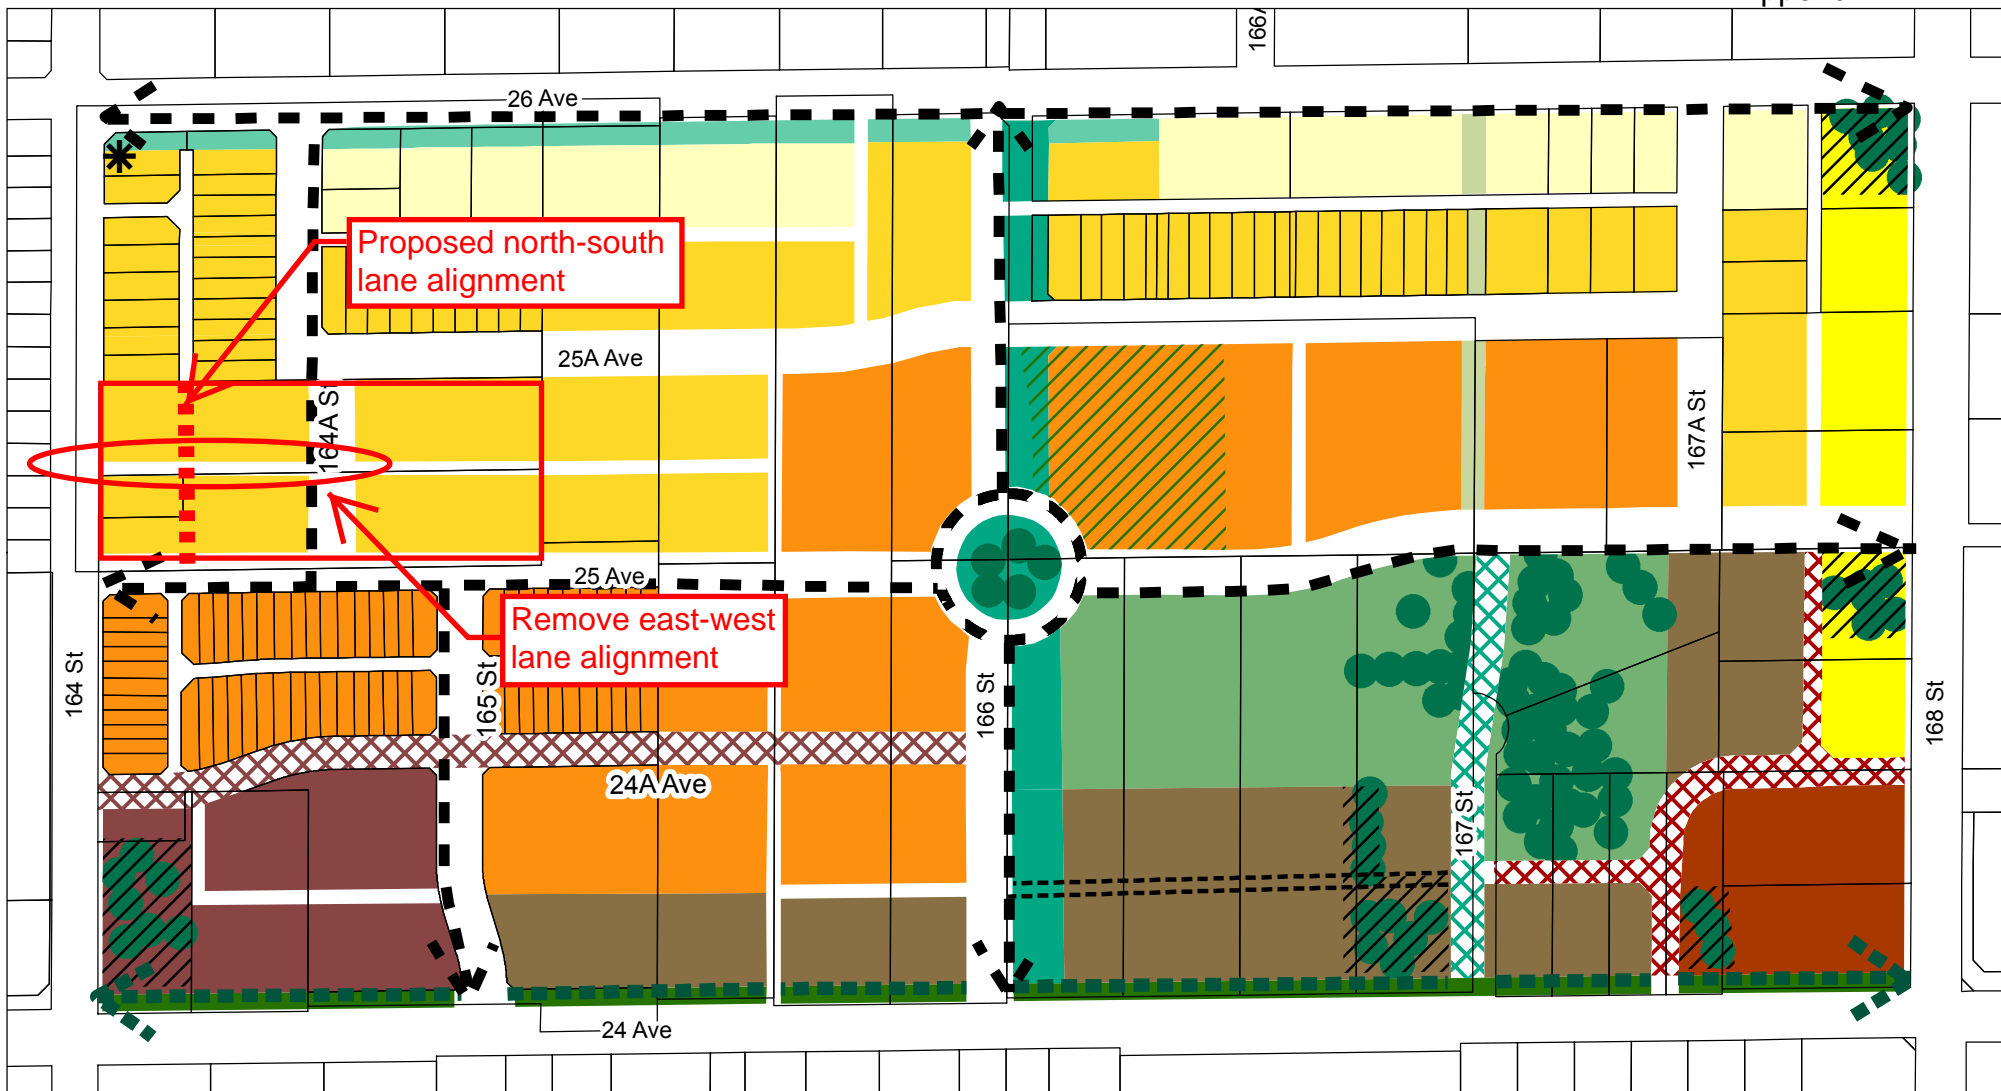 166A
26 Ave
Proposed north-south
lane alignment
25A Ave
164A St
167A St
25 Ave
Remove east-west
lane alignment
164 St
165 St
166 St
168 St
24A Ave
167 St
24 Ave